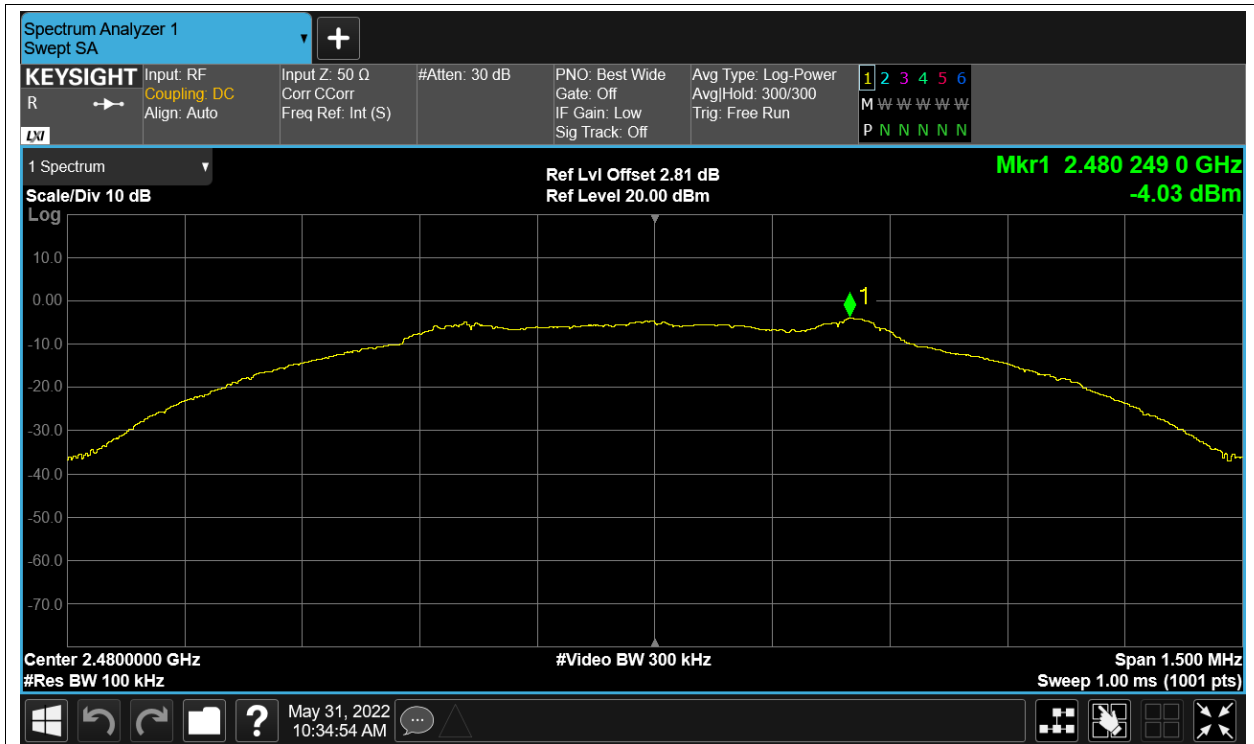 Spectrum Analyzer 1
Swept SA
+
KEYSIGHT
R
LXI
Input: RF
Coupling: DC
Align: Auto
Input Z: 50 Ω
Corr CCorr
Freq Ref: Int (S)
#Atten: 30 dB
PNO: Best Wide
Gate: Off
IF Gain: Low
Sig Track: Off
Avg Type: Log-Power
Avg|Hold: 300/300
Trig: Free Run
1 2 3 4 5 6
M W W W W W
P N N N N N
1 Spectrum
Scale/Div 10 dB
Log
Ref Lvl Offset 2.81 dB
Ref Level 20.00 dBm
Mkr1 2.480 249 0 GHz
-4.03 dBm
10.0
0.00
1
-10.0
-20.0
-30.0
-40.0
-50.0
-60.0
-70.0
Center 2.4800000 GHz
#Res BW 100 kHz
#Video BW 300 kHz
Span 1.500 MHz
Sweep 1.00 ms (1001 pts)
?
May 31, 2022
10:34:54 AM